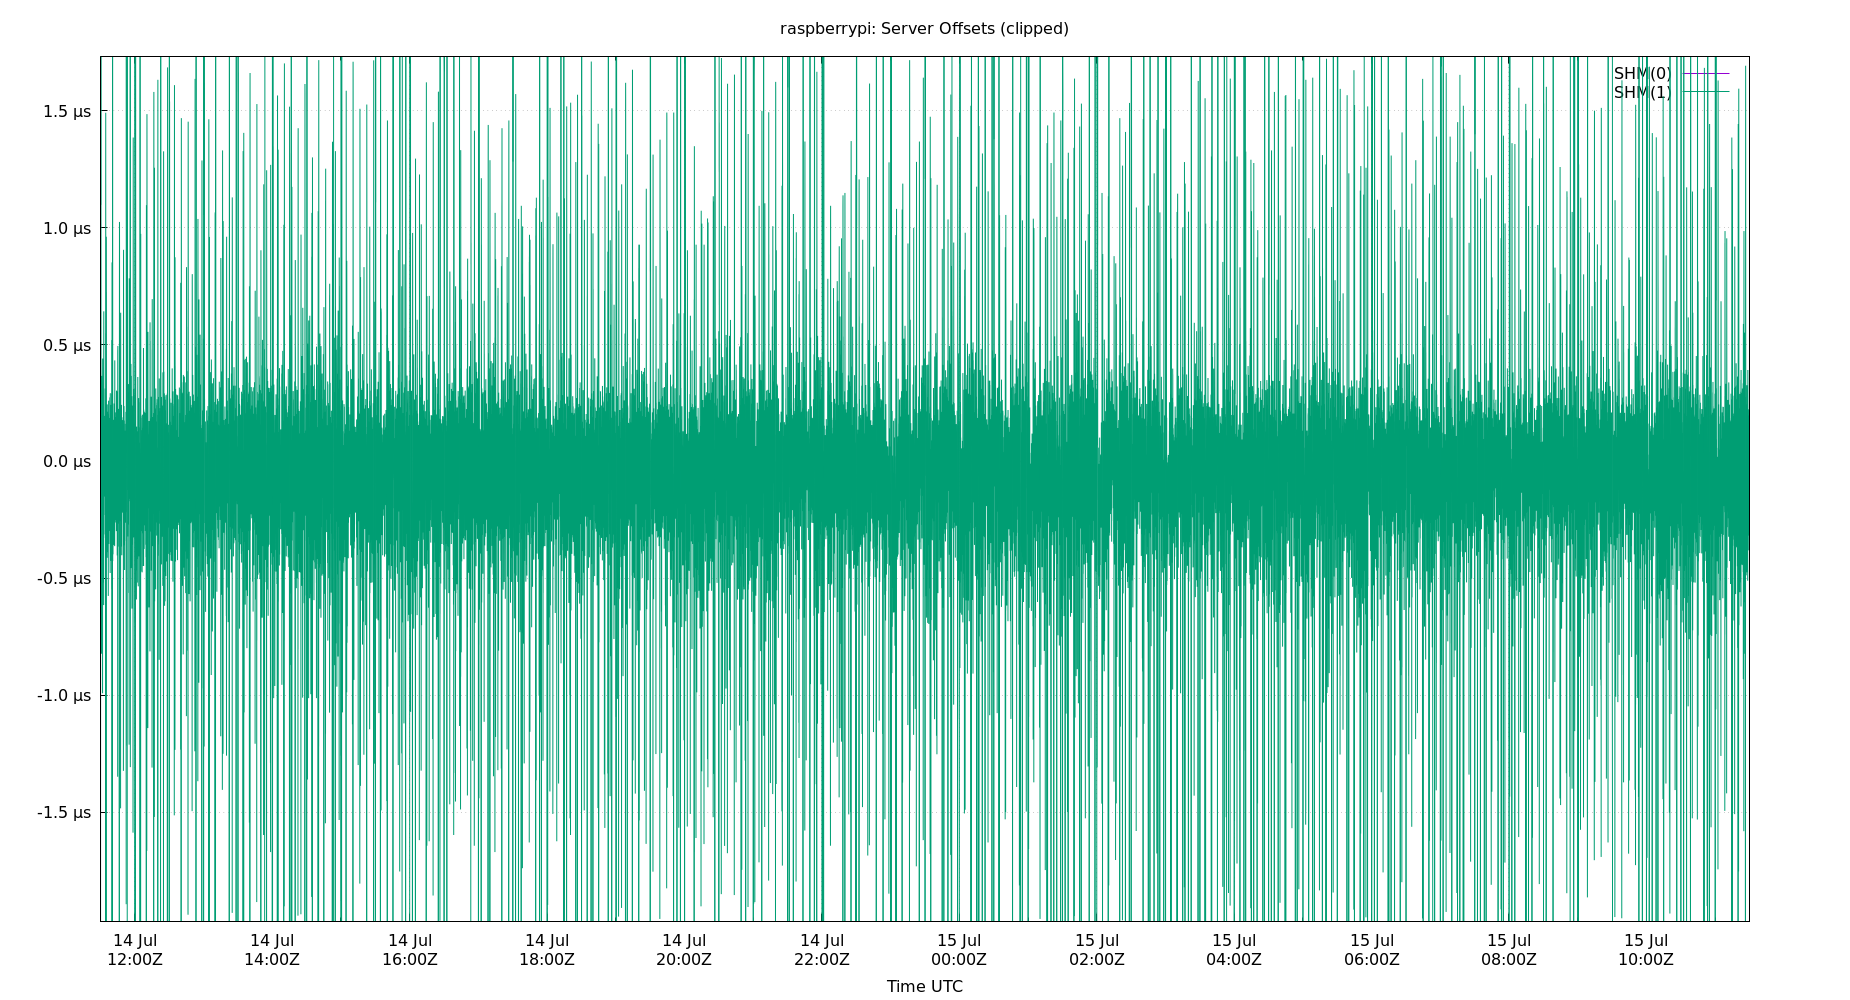 raspberrypi: Server Offsets (clipped)
SHM(0)
SHM(1)
1.5 µs
1.0 µs
0.5 µs
0.0 µs
-0.5 µs
-1.0 µs
-1.5 µs
14 Jul 14 Jul 14 Jul 14 Jul 14 Jul 14 Jul 15 Jul 15 Jul 15 Jul 15 Jul 15 Jul 15 Jul
12:00Z 14:00Z 16:00Z 18:00Z 20:00Z 22:00Z 00:00Z 02:00Z 04:00Z 06:00Z 08:00Z 10:00Z
Time UTC